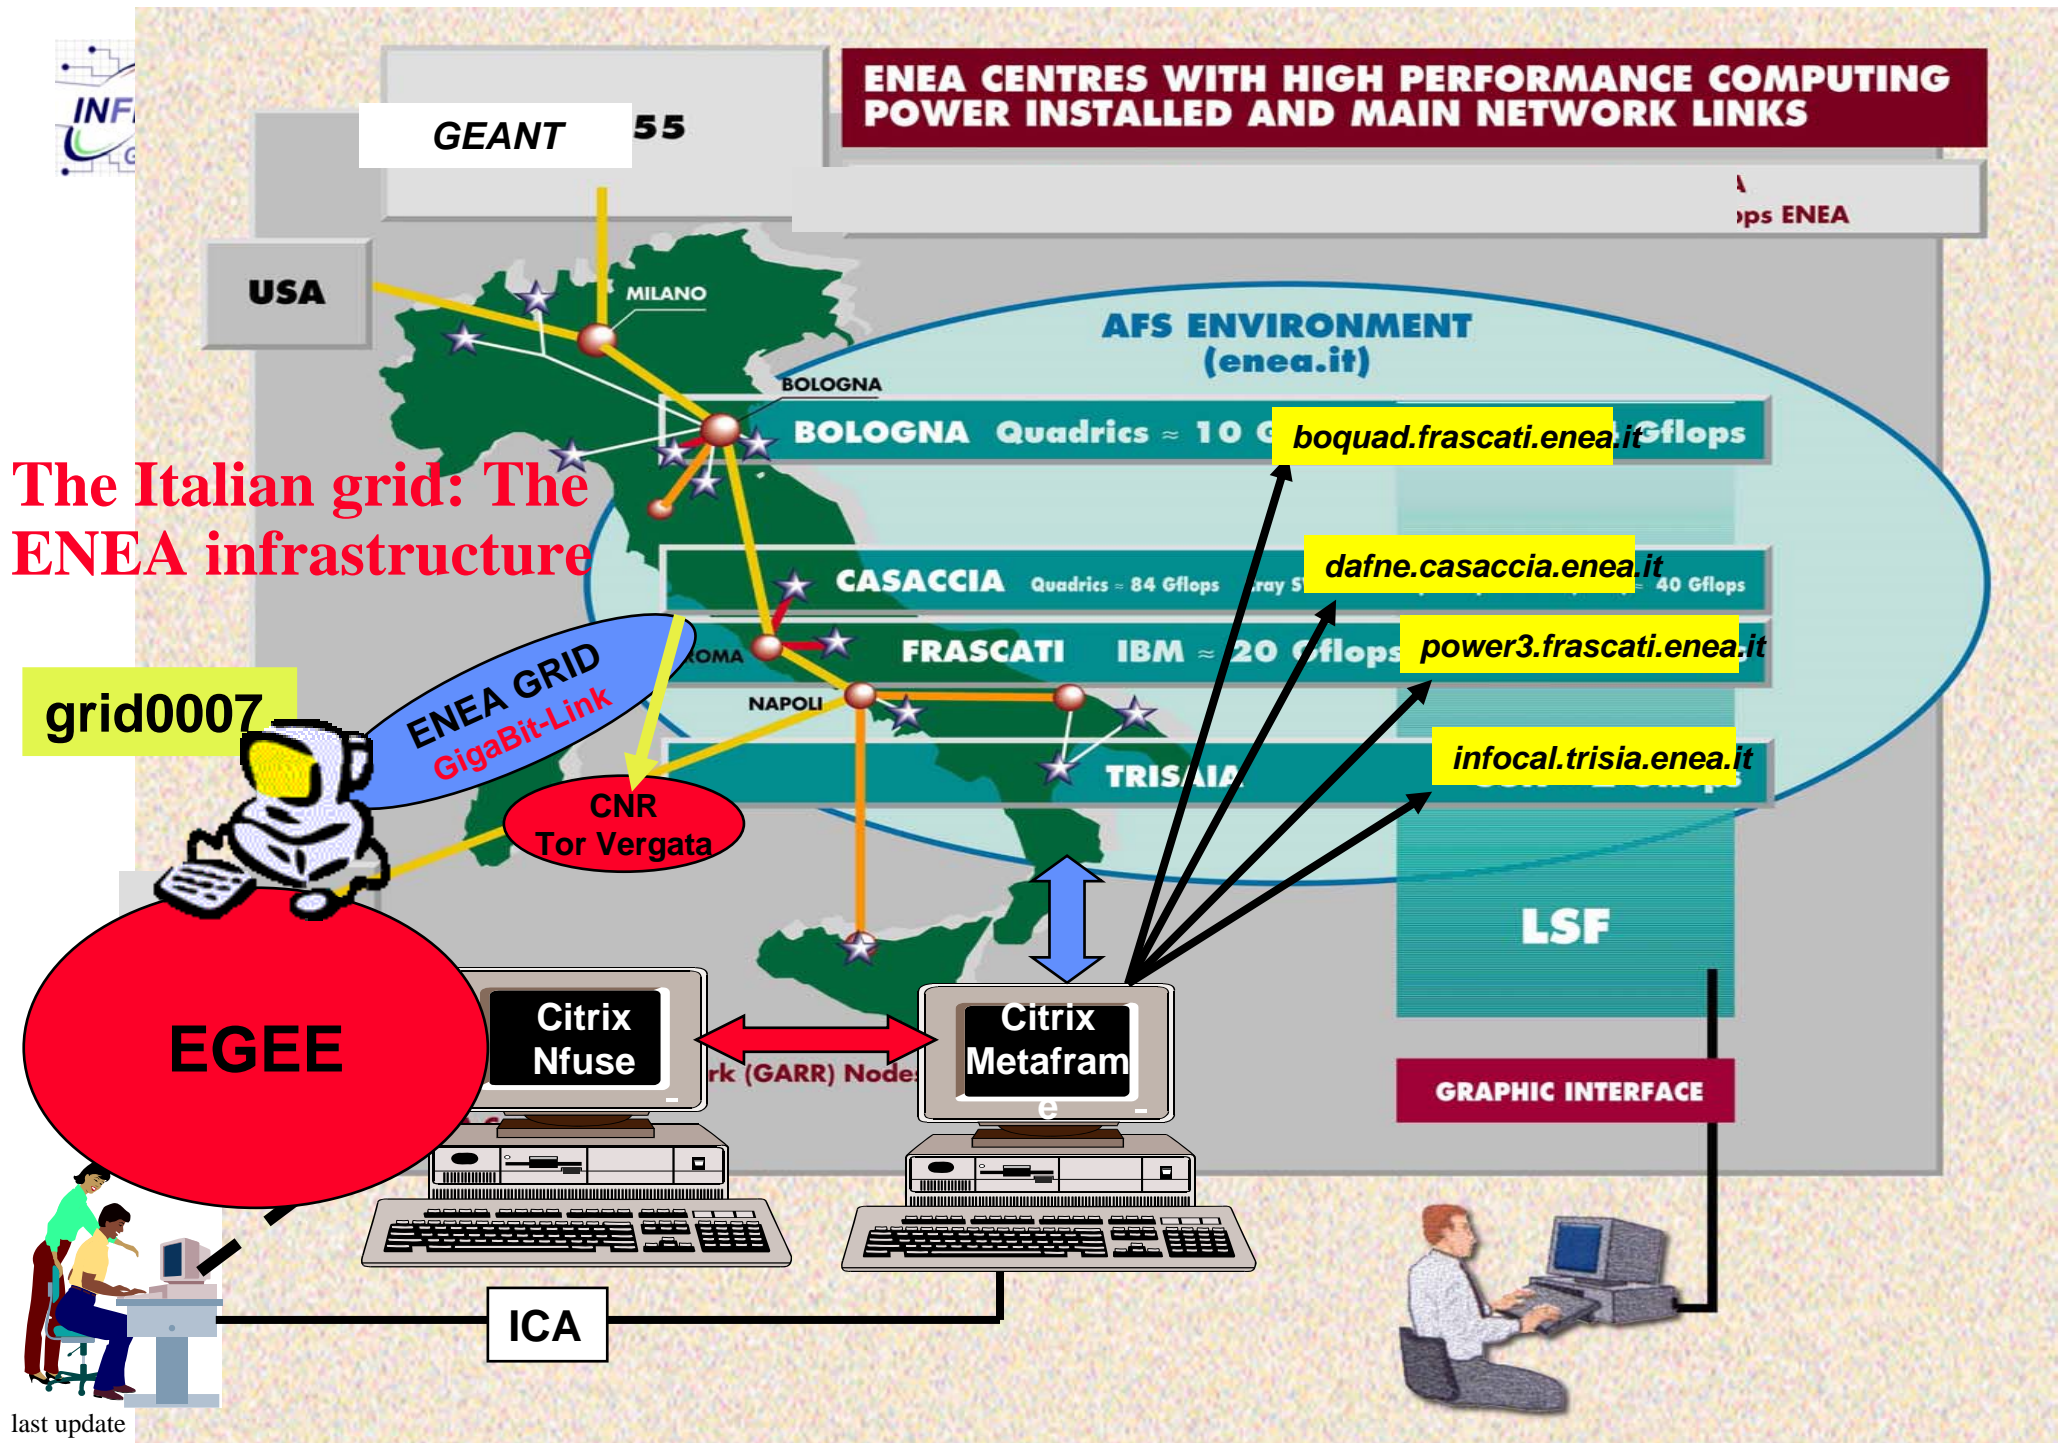 ENEA CENTRES WITH HIGH PERFORMANCE COMPUTING
POWER INSTALLED AND MAIN NETWORK LINKS
GEANT
55
ENEA
USA
MILANO
AFS ENVIRONMENT
(enea.it)
BOLOGNA
BOLOGNA Quadrics ≈ 10
boquad.frascati.enea.it
Gflops
The Italian grid: The
ENEA infrastructure
CASACCIA Quadrics ≈ 84 Gflops
dafne.casaccia.enea.it
≈ 40 Gflops
ROMA
FRASCATI IBM ≈ 20 Gflops
power3.frascati.enea.it
ENEA GRID
GigaBit-Link
grid0007
NAPOLI
TRISAIA
infocal.trisia.enea.it
CNR
Tor Vergata
LSF
EGEE
Citrix
Nfuse
Citrix
Metafram
e
(GARR) Nodes
GRAPHIC INTERFACE
ICA
last update